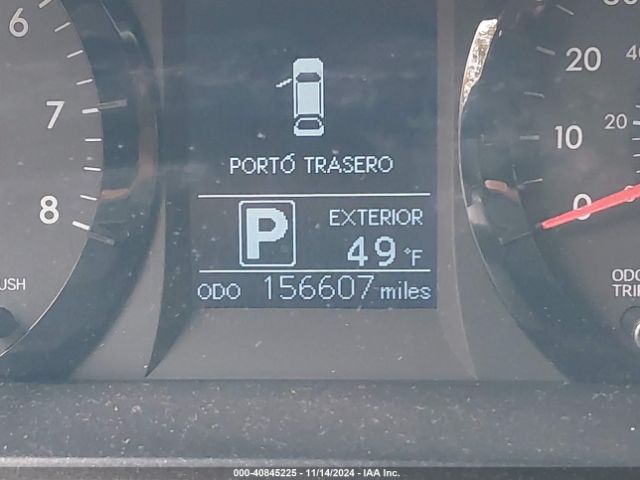 6
7
8
USH
PORTÓ TRASERO
P
EXTERIOR
49 °F
ODO 156607 miles
20
10
0
20
ODO
TRIP
000-40845225 - 11/14/2024 - IAA Inc.